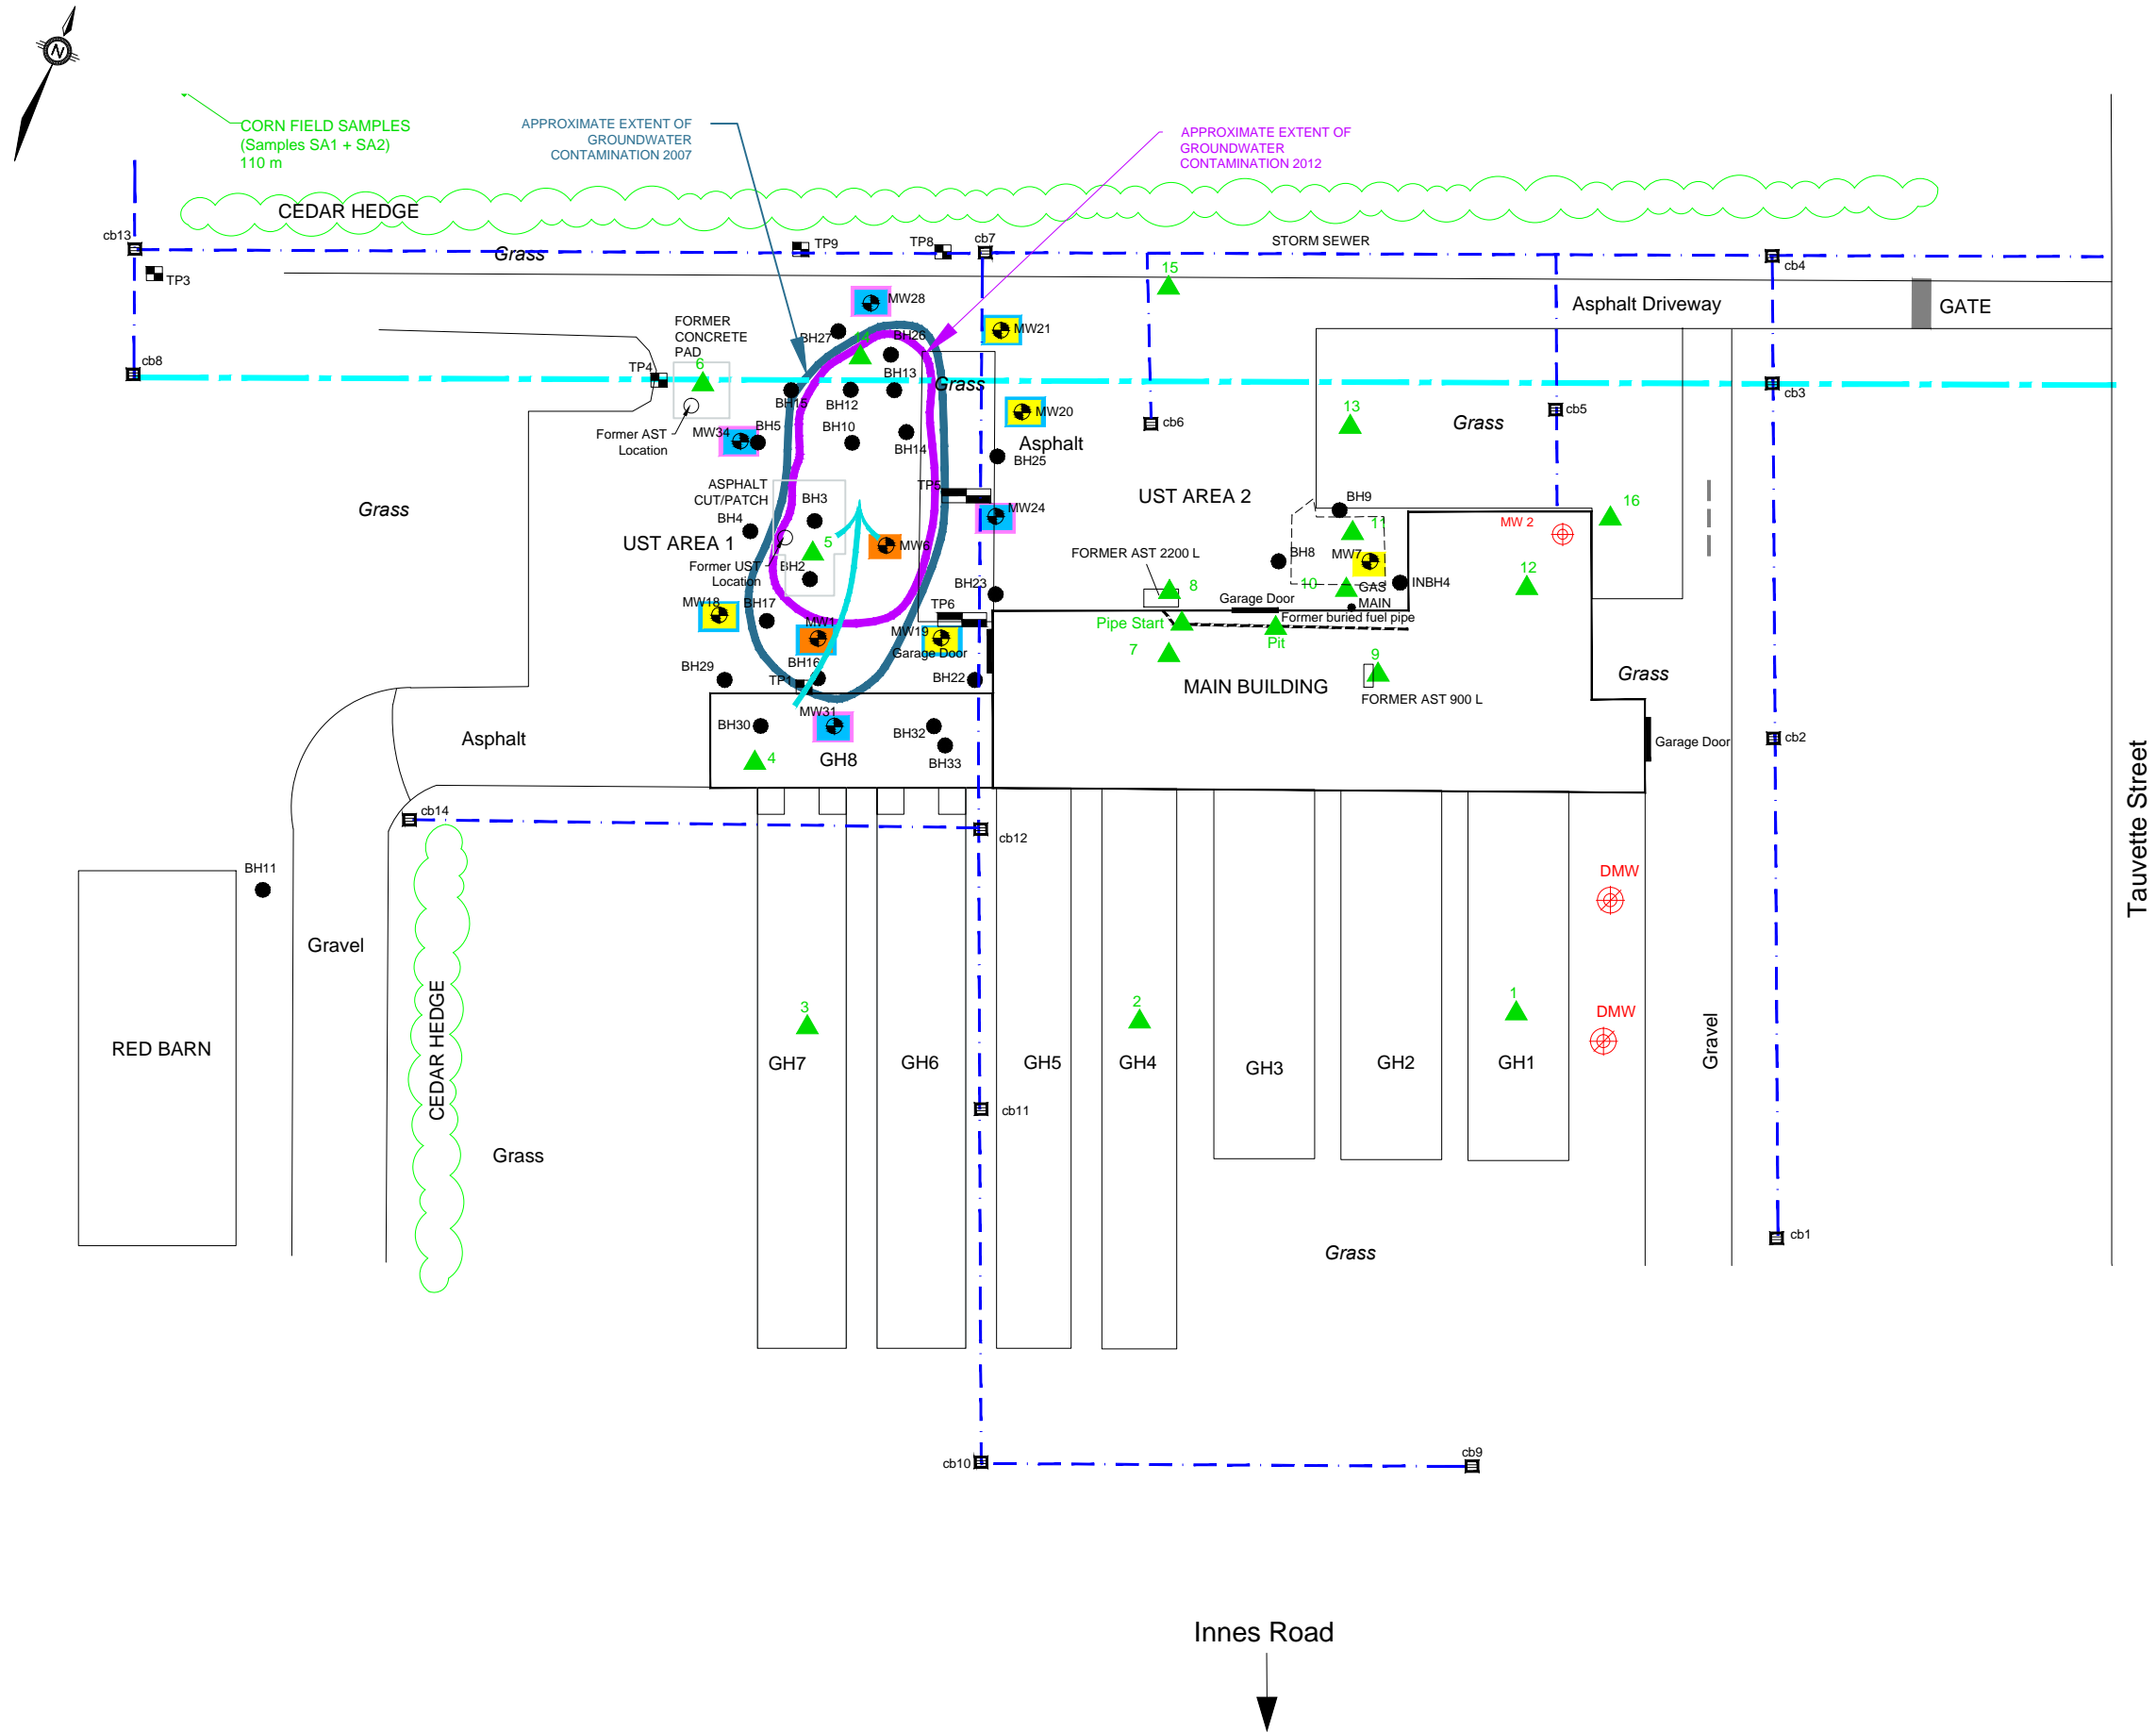 N
CORN FIELD SAMPLES
(Samples SA1 + SA2)
110 m
APPROXIMATE EXTENT OF
GROUNDWATER
CONTAMINATION 2007
APPROXIMATE EXTENT OF
GROUNDWATER
CONTAMINATION 2012
CEDAR HEDGE
cb13
Grass
TP9
TP8
cb7
STORM SEWER
cb4
TP3
15
Asphalt Driveway
GATE
MW28
FORMER
CONCRETE
PAD
BH27
BH26
MW21
14
cb8
TP4
6
BH13
Grass
cb3
BH15
BH12
Former AST
Location
MW34
BH5
BH10
BH14
MW20
Asphalt
cb6
13
Grass
cb5
BH25
ASPHALT
CUT/PATCH
BH3
TP5
MW24
UST AREA 2
BH9
16
Grass
BH4
UST AREA 1
5
MW6
11
MW 2
Former UST
Location
BH2
FORMER AST 2200 L
BH8
MW7
BH23
8
10
GAS
MAIN
INBH4
12
MW18
BH17
MW1
TP6
MW19
Garage Door
Garage Door
Pipe Start
Former buried fuel pipe
Pit
7
9
BH29
BH16
TP1
BH22
MAIN BUILDING
FORMER AST 900 L
Grass
MW31
BH30
BH32
BH33
GH8
4
Asphalt
Garage Door
cb2
Tauvette Street
cb14
cb12
BH11
DMW
Gravel
CEDAR HEDGE
RED BARN
3
2
1
DMW
Gravel
GH7
GH6
GH5
GH4
GH3
GH2
GH1
cb11
Grass
Grass
cb1
cb10
cb9
Innes Road